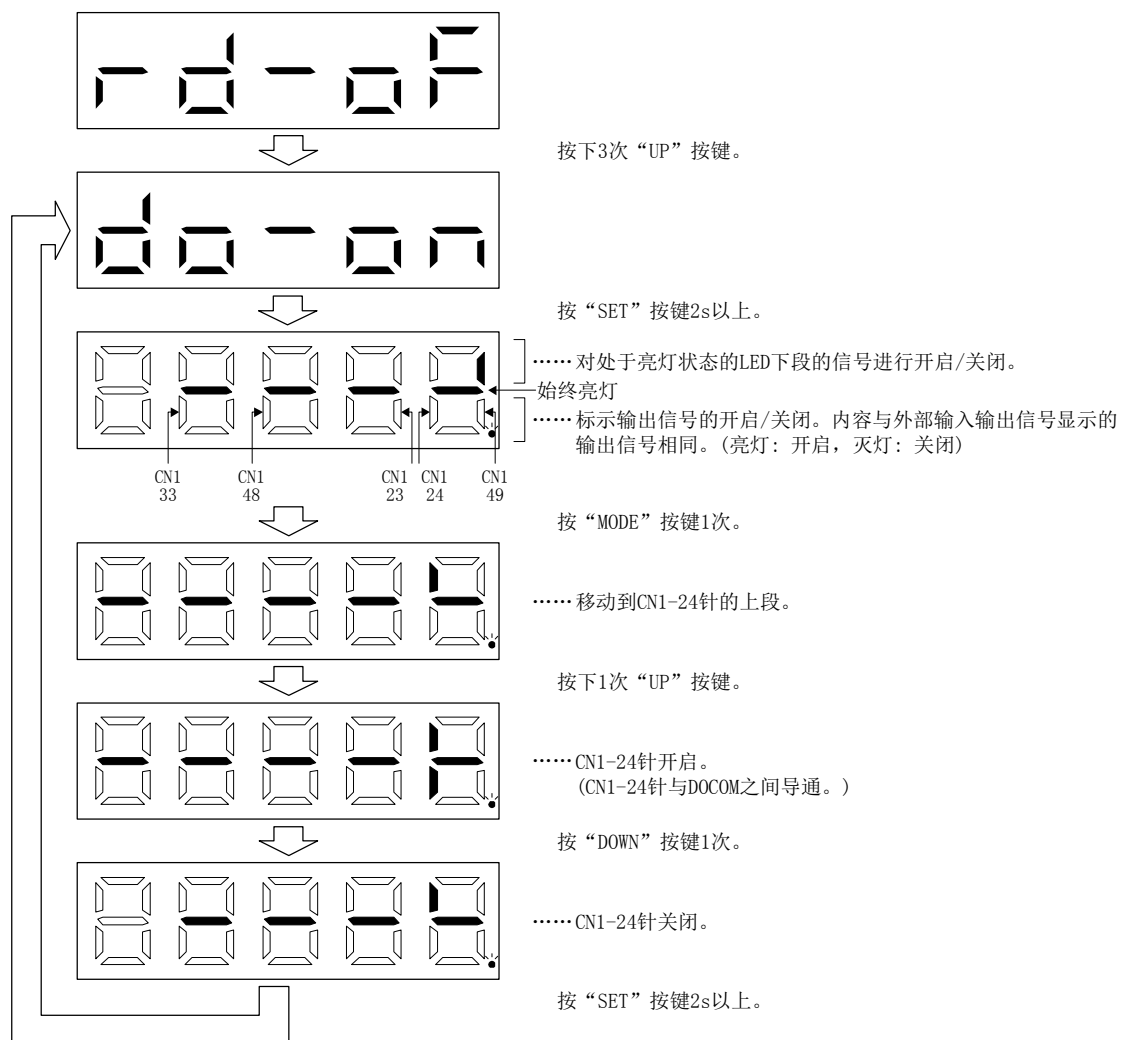 rd-oF
按下3次“UP”按键。
do-on
按“SET”按键2s以上。
……对处于亮灯状态的LED下段的信号进行开启/关闭。
始终亮灯
……标示输出信号的开启/关闭。内容与外部输入输出信号显示的
输出信号相同。(亮灯: 开启，灭灯: 关闭)
CN1 CN1 CN1 CN1 CN1
33 48 23 24 49
按“MODE”按键1次。
……移动到CN1-24针的上段。
按下1次“UP”按键。
……CN1-24针开启。
(CN1-24针与DOCOM之间导通。)
按“DOWN”按键1次。
……CN1-24针关闭。
按“SET”按键2s以上。